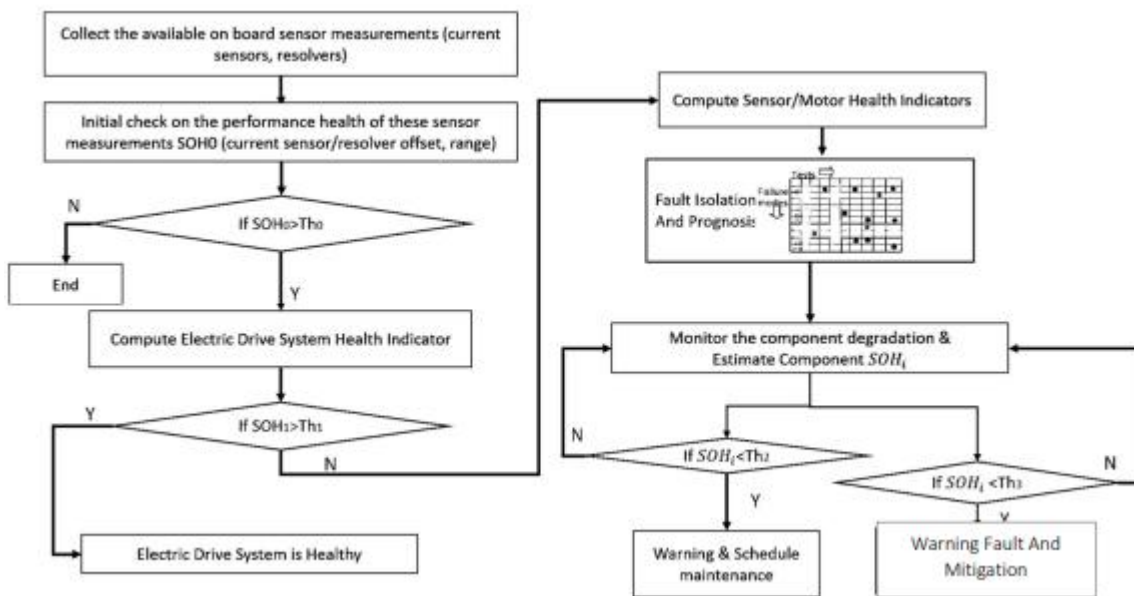 Collect the available on board sensor measurements (current
sensors, resolvers)
Initial check on the performance health of these sensor
measurements SOH0 (current sensor/resolver offset, range)
N
If SOH₀>Th₀
End
Y
Compute Electric Drive System Health Indicator
Y
If SOH₁>Th₁
N
Electric Drive System is Healthy
Compute Sensor/Motor Health Indicators
Tests
Failure
modes
Fault Isolation
And Prognosis
Monitor the component degradation &
Estimate Component SOHᵢ
N
If SOHᵢ<Th₂
Y
Warning & Schedule
maintenance
N
If SOHᵢ <Th₃
Y
Warning Fault And
Mitigation